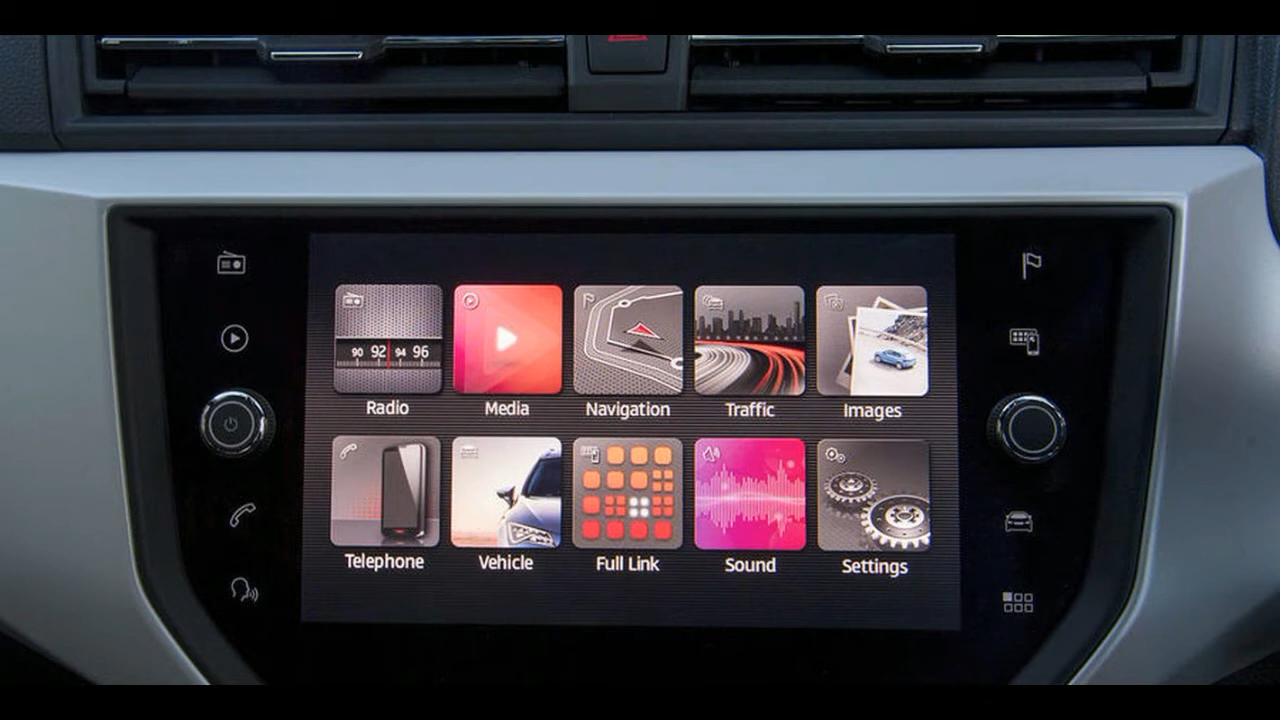 90 92 94 96
Radio
Media
Navigation
Traffic
Images
Telephone
Vehicle
Full Link
Sound
Settings